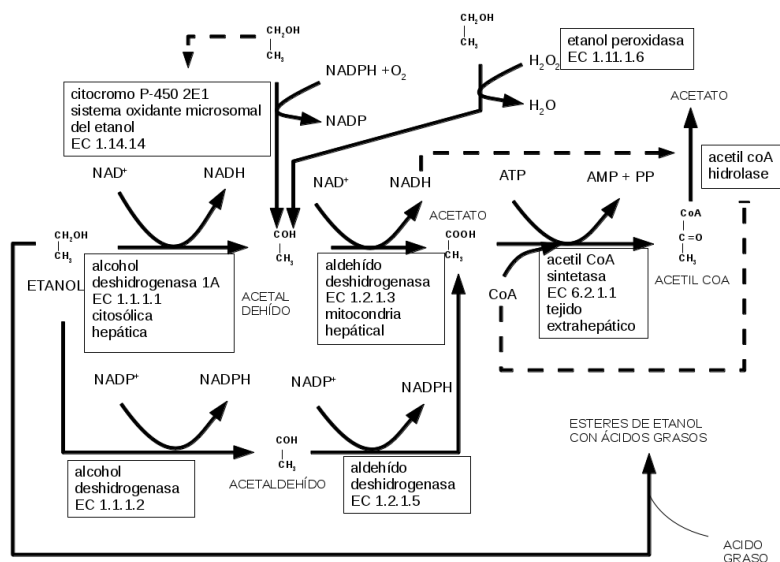 CH₂OH
CH₃
CH₂OH
CH₃
etanol peroxidasa
EC 1.11.1.6
NADPH +O₂
H₂O₂
citocromo P-450 2E1
sistema oxidante microsomal
del etanol
EC 1.14.14
NADP
H₂O
ACETATO
acetil coA
hidrolase
NAD⁺
NADH
NAD⁺
NADH
ATP
AMP + PP
ACETATO
CH₂OH
CH₃
ETANOL
COH
CH₃
ACETAL
DEHÍDO
COOH
CH₃
CoA
C=O
CH₃
ACETIL COA
alcohol
deshidrogenasa 1A
EC 1.1.1.1
citosólica
hepática
aldehído
deshidrogenasa
EC 1.2.1.3
mitocondria
hepátical
CoA
acetil CoA
sintetasa
EC 6.2.1.1
tejido
extrahepático
NADP⁺
NADPH
NADP⁺
NADPH
COH
CH₃
ACETALDEHÍDO
alcohol
deshidrogenasa
EC 1.1.1.2
aldehído
deshidrogenasa
EC 1.2.1.5
ESTERES DE ETANOL
CON ÁCIDOS GRASOS
ACIDO
GRASO